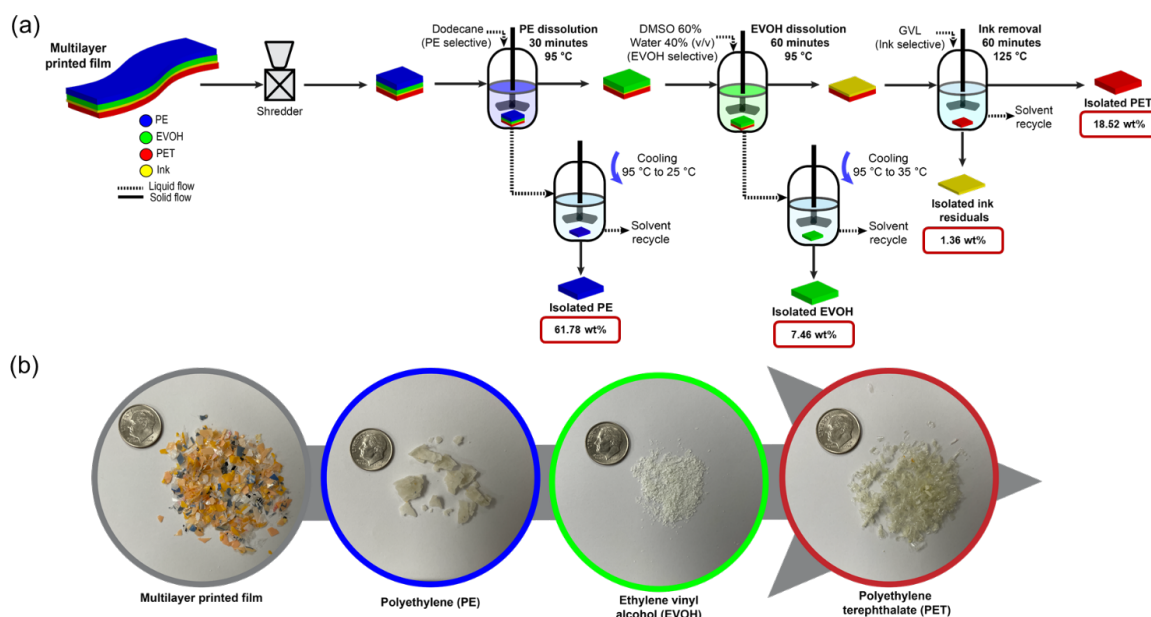 (a)
Multilayer
printed film
PE
EVOH
PET
Ink
Liquid flow
Solid flow
Shredder
Dodecane
(PE selective)
PE dissolution
30 minutes
95 °C
Cooling
95 °C to 25 °C
Solvent
recycle
Isolated PE
61.78 wt%
DMSO 60%
Water 40% (v/v)
(EVOH selective)
EVOH dissolution
60 minutes
95 °C
Cooling
95 °C to 35 °C
Solvent
recycle
Isolated EVOH
7.46 wt%
GVL
(Ink selective)
Ink removal
60 minutes
125 °C
Solvent
recycle
Isolated ink
residuals
1.36 wt%
Isolated PET
18.52 wt%
(b)
Multilayer printed film
Polyethylene (PE)
Ethylene vinyl
alcohol (EVOH)
Polyethylene
terephthalate (PET)